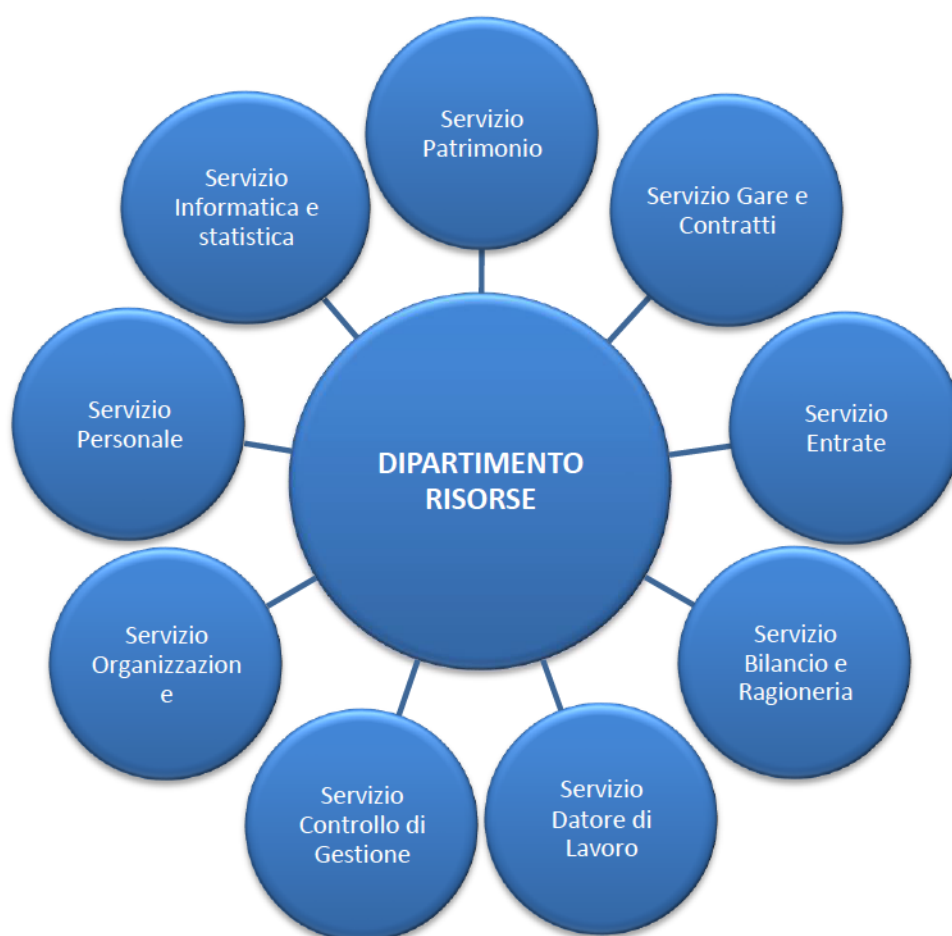 Servizio
Patrimonio
Servizio Gare e
Contratti
Servizio
Entrate
Servizio
Bilancio e
Ragioneria
Servizio
Datore di
Lavoro
Servizio
Controllo di
Gestione
Servizio
Organizzazion
e
Servizio
Personale
Servizio
Informatica e
statistica
DIPARTIMENTO
RISORSE